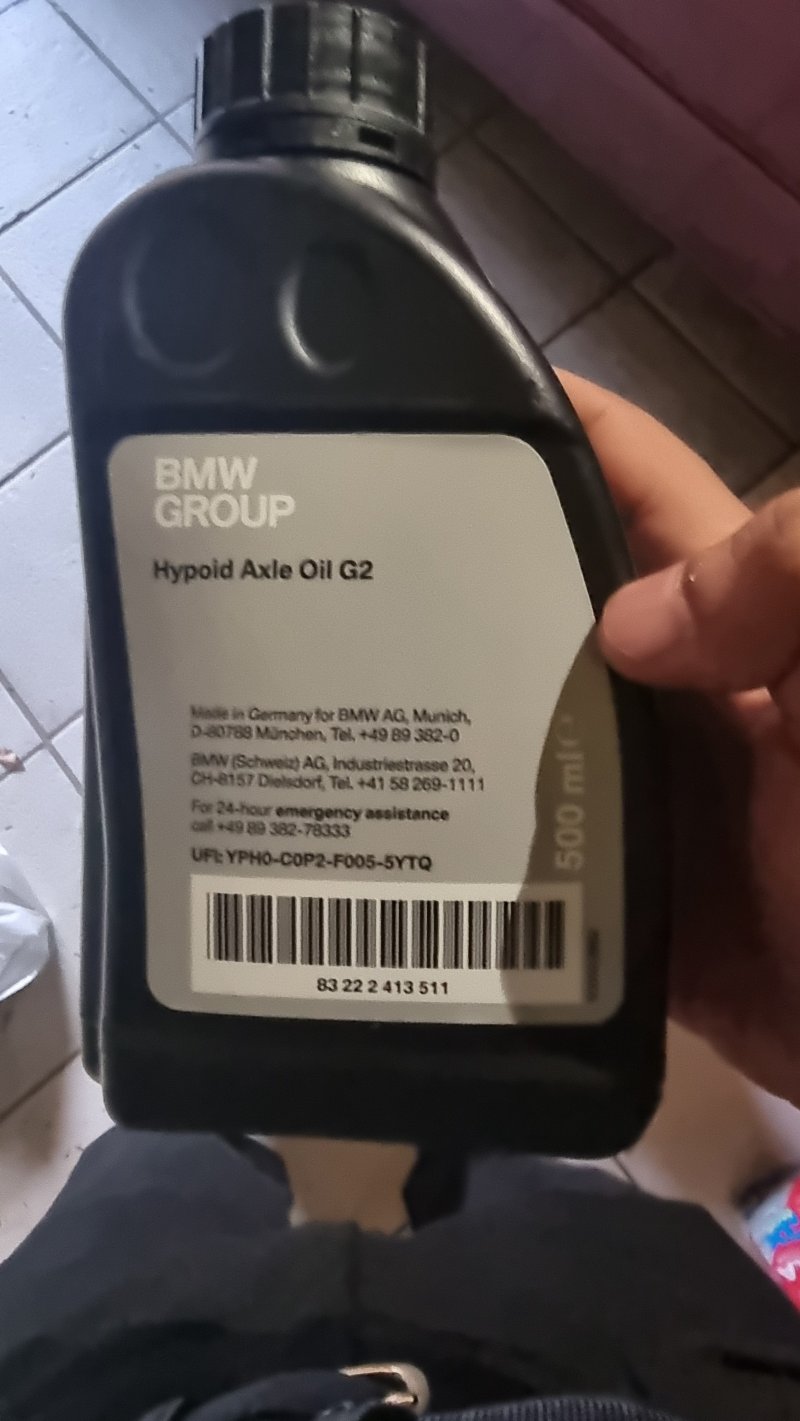 BMW
GROUP
Hypoid Axle Oil G2
Made in Germany for BMW AG, Munich,
D-80788 München, Tel. +49 89 382-0
BMW (Schweiz) AG, Industriestrasse 20,
CH-8157 Dielsdorf, Tel. +41 58 269-1111
For 24-hour emergency assistance
call +49 89 382-78333
UFI: YPH0-C0P2-F005-5YTQ
500 ml e
83 22 2 413 511